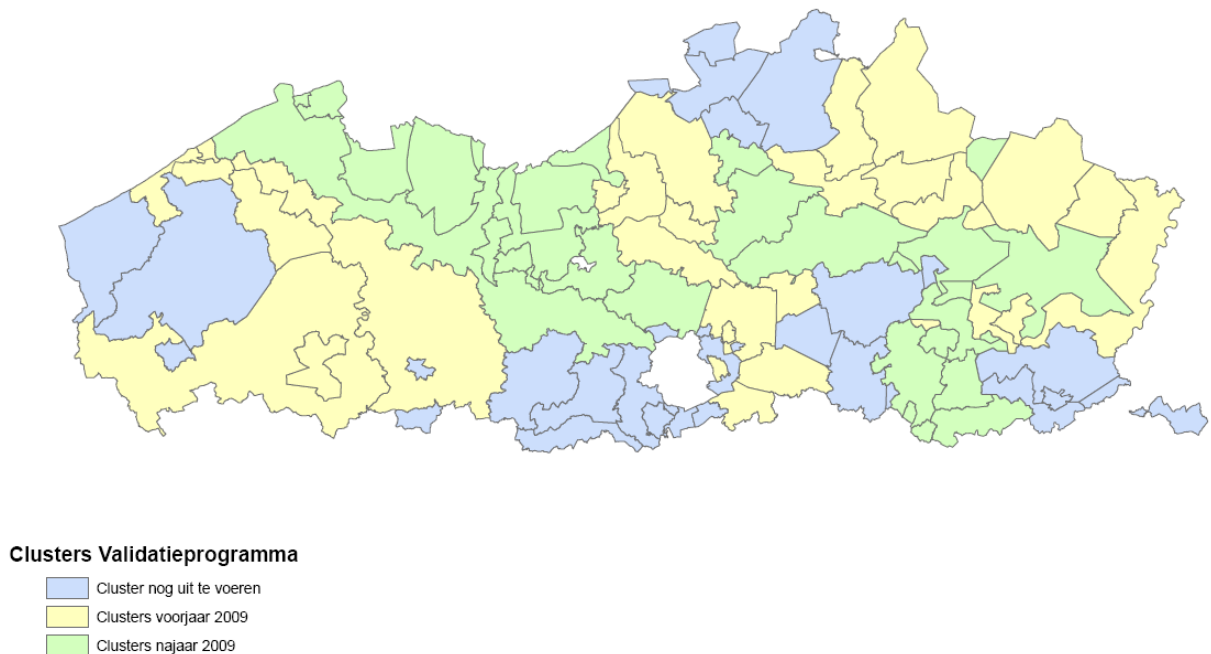 Clusters Validatieprogramma
Cluster nog uit te voeren
Clusters voorjaar 2009
Clusters najaar 2009